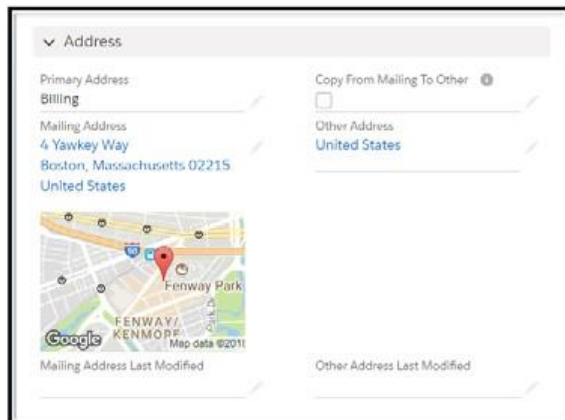 Address
Primary Address
Billing
Copy From Mailing To Other
Mailing Address
4 Yawkey Way
Boston, Massachusetts 02215
United States
Other Address
United States
90
Fenway Park
FENWAY/
KENMORE
Park Dr
Google
Map data ©201
Mailing Address Last Modified
Other Address Last Modified